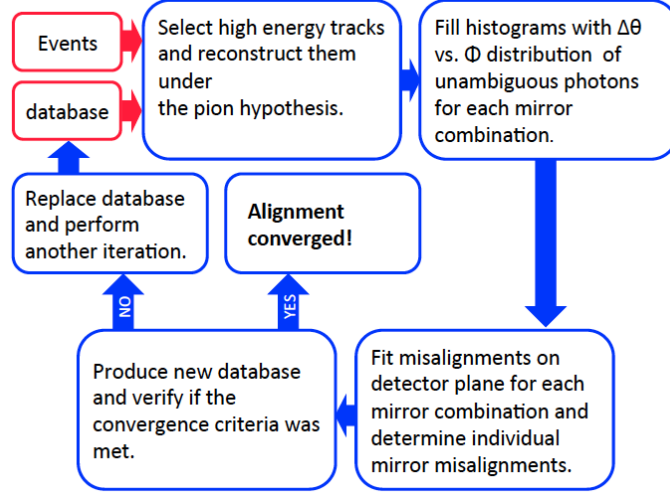 Events
database
Select high energy tracks
and reconstruct them
under
the pion hypothesis.
Fill histograms with Δθ
vs. Φ distribution of
unambiguous photons
for each mirror
combination.
Replace database
and perform
another iteration.
Alignment
converged!
NO
YES
Produce new database
and verify if the
convergence criteria was
met.
Fit misalignments on
detector plane for each
mirror combination and
determine individual
mirror misalignments.